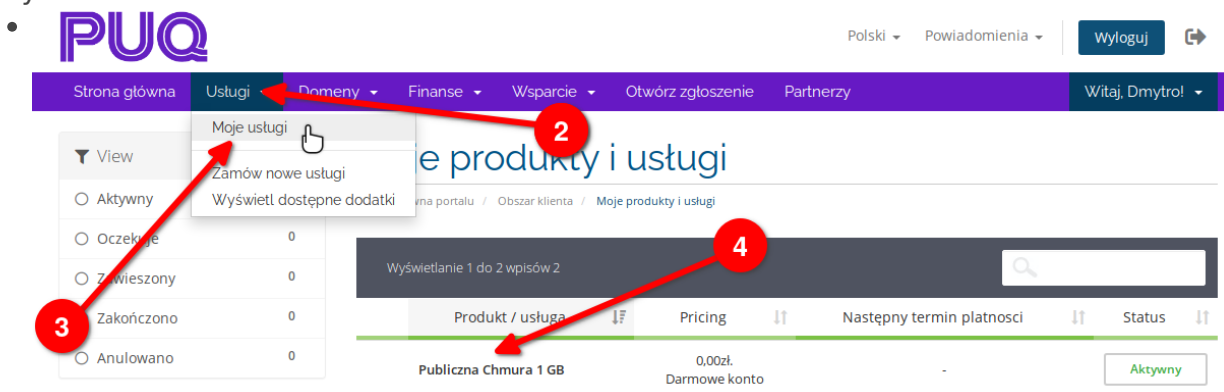 PUQ
Polski
Powiadomienia
Wyloguj
Strona główna
Usługi
Domeny
Finanse
Wsparcie
Otwórz zgłoszenie
Partnerzy
Witaj, Dmytro!
Moje usługi
2
View
Zamów nowe usługi
je produkty i usługi
Aktywny
Wyświetl dostępne dodatki
wna portalu / Obszar klienta / Moje produkty i usługi
Oczekuje
0
4
Wyświetlanie 1 do 2 wpisów 2
Zawieszony
0
3
Zakończono
0
Produkt / usługa
Pricing
Następny termin platnosci
Status
Anulowano
0
Publiczna Chmura 1 GB
0,00zł.
Darmowe konto
-
Aktywny